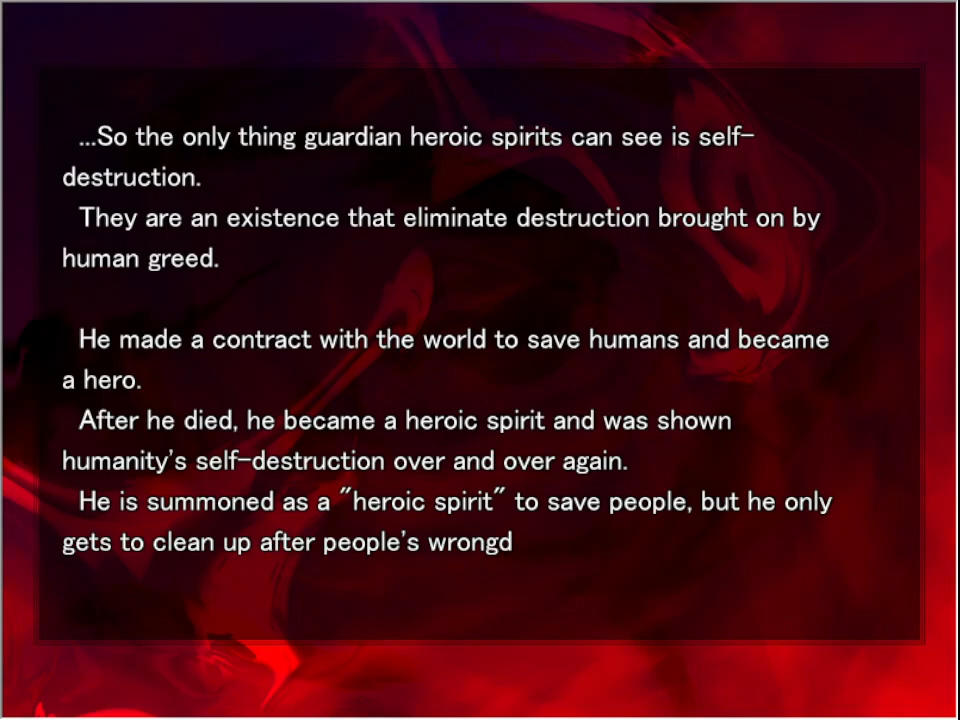 ...So the only thing guardian heroic spirits can see is self-
destruction.
They are an existence that eliminate destruction brought on by
human greed.
He made a contract with the world to save humans and became
a hero.
After he died, he became a heroic spirit and was shown
humanity's self-destruction over and over again.
He is summoned as a "heroic spirit" to save people, but he only
gets to clean up after people's wrongd